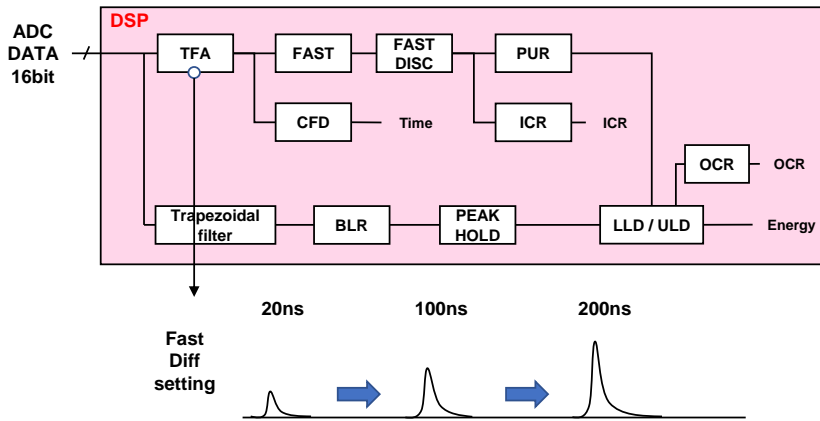 DSP
ADC
DATA
16bit
TFA
FAST
FAST
DISC
PUR
CFD
Time
ICR
ICR
OCR
OCR
Trapezoidal
filter
BLR
PEAK
HOLD
LLD / ULD
Energy
20ns
100ns
200ns
Fast
Diff
setting